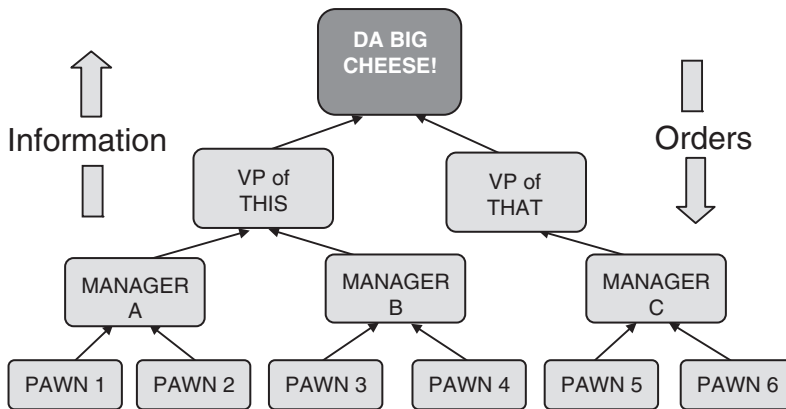 DA BIG
CHEESE!
Information
Orders
VP of
THIS
VP of
THAT
MANAGER
A
MANAGER
B
MANAGER
C
PAWN 1
PAWN 2
PAWN 3
PAWN 4
PAWN 5
PAWN 6